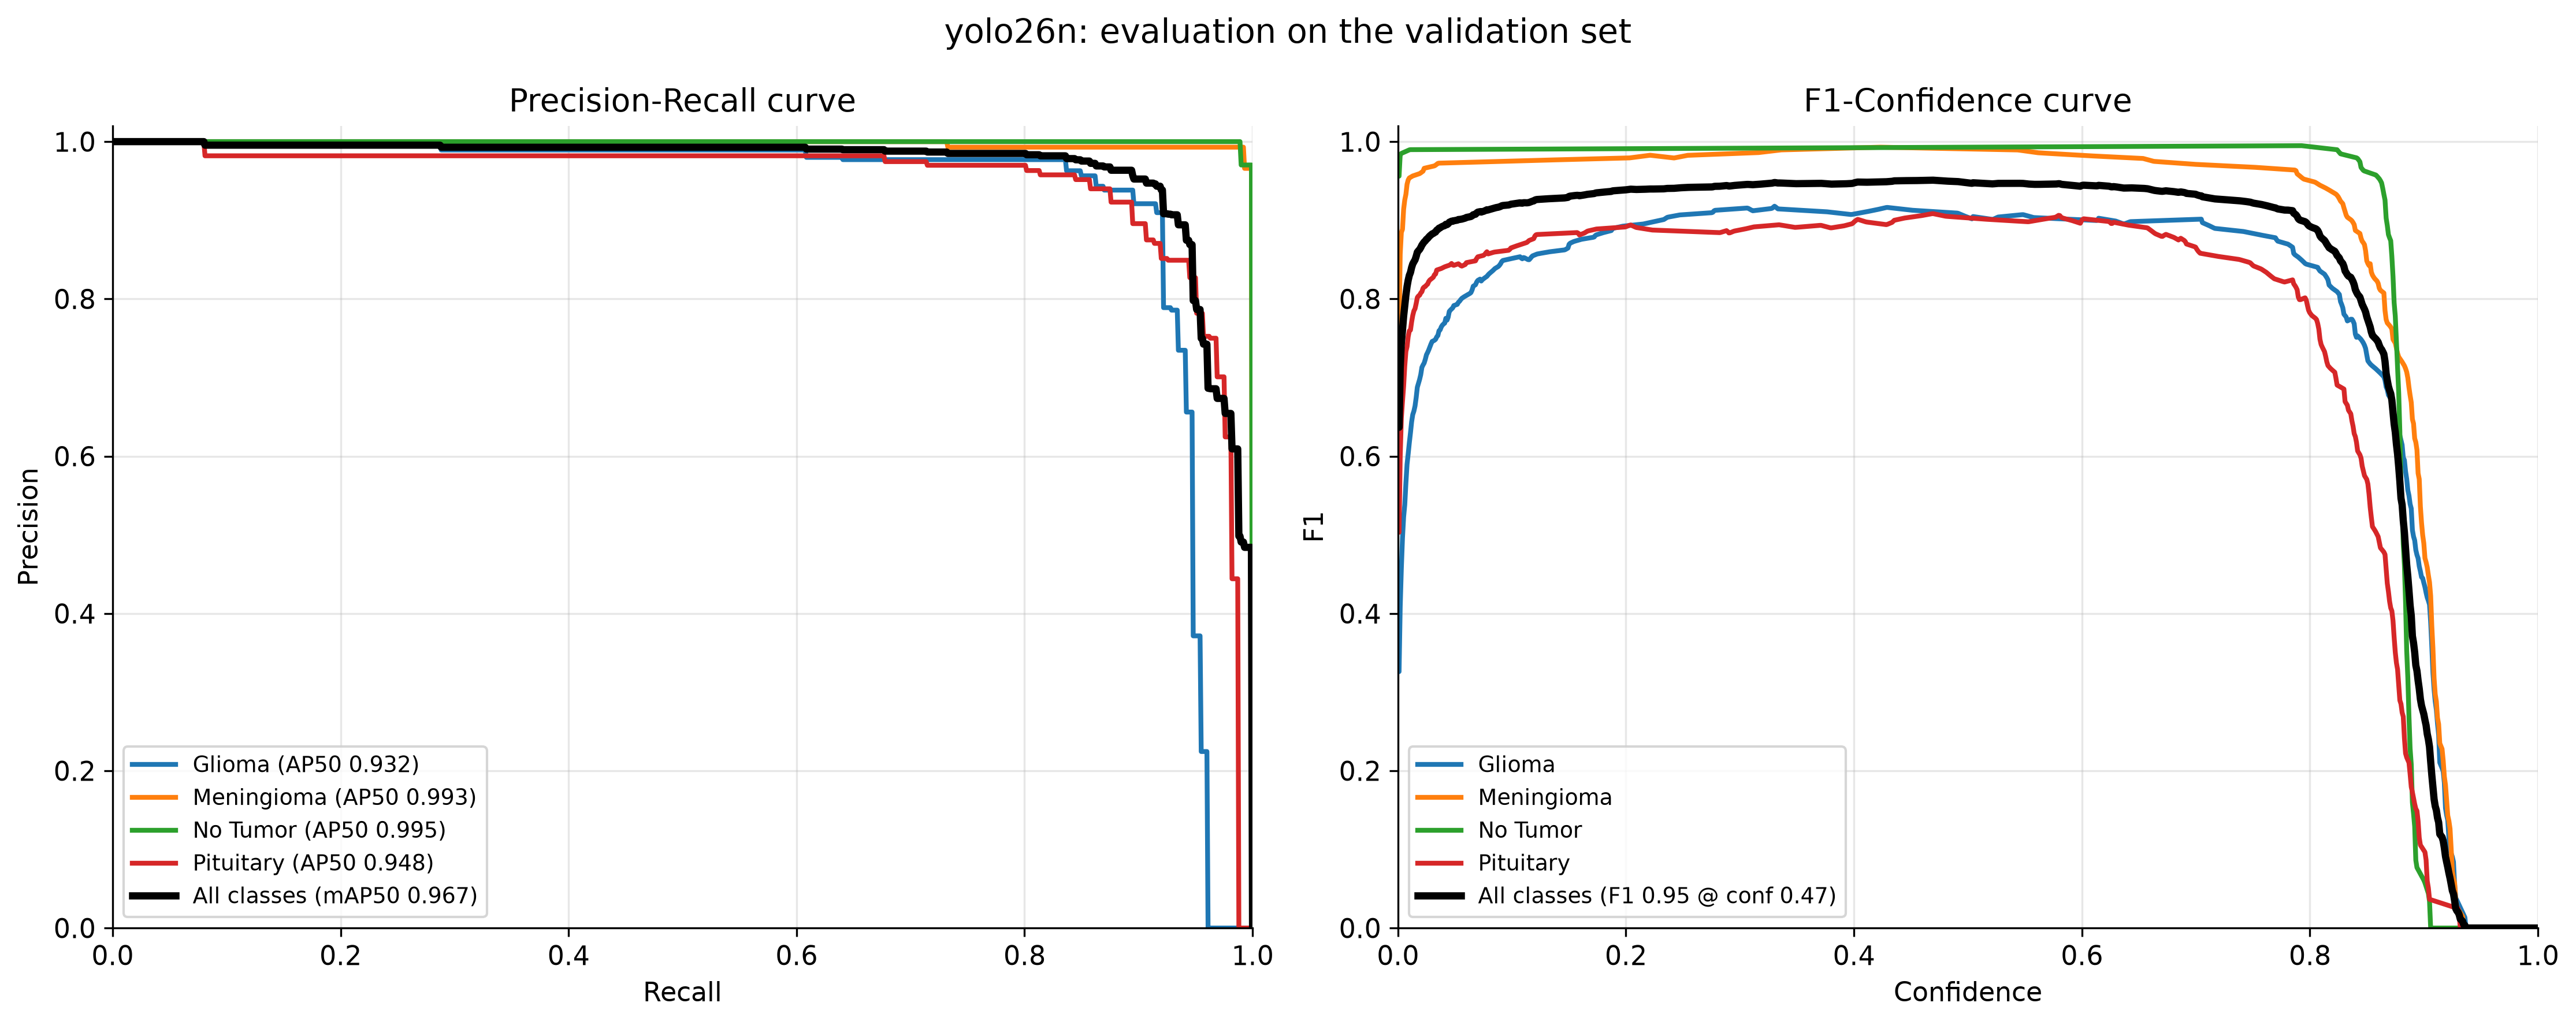 yolo26n: evaluation on the validation set
Precision-Recall curve
Precision
1.0
0.8
0.6
0.4
0.2
0.0
Glioma (AP50 0.932)
Meningioma (AP50 0.993)
No Tumor (AP50 0.995)
Pituitary (AP50 0.948)
All classes (mAP50 0.967)
0.0 0.2 0.4 0.6 0.8 1.0
Recall
F1-Confidence curve
F1
1.0
0.8
0.6
0.4
0.2
0.0
Glioma
Meningioma
No Tumor
Pituitary
All classes (F1 0.95 @ conf 0.47)
0.0 0.2 0.4 0.6 0.8 1.0
Confidence